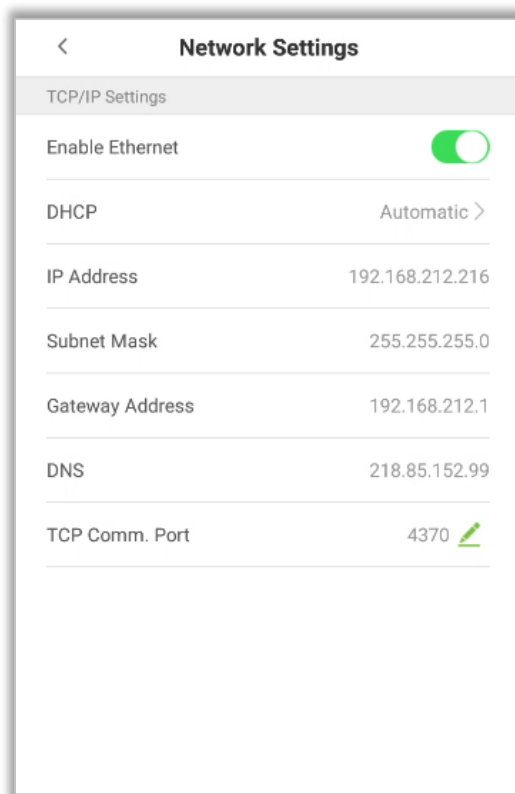 Network Settings
TCP/IP Settings
Enable Ethernet
DHCP Automatic
IP Address 192.168.212.216
Subnet Mask 255.255.255.0
Gateway Address 192.168.212.1
DNS 218.85.152.99
TCP Comm. Port 4370